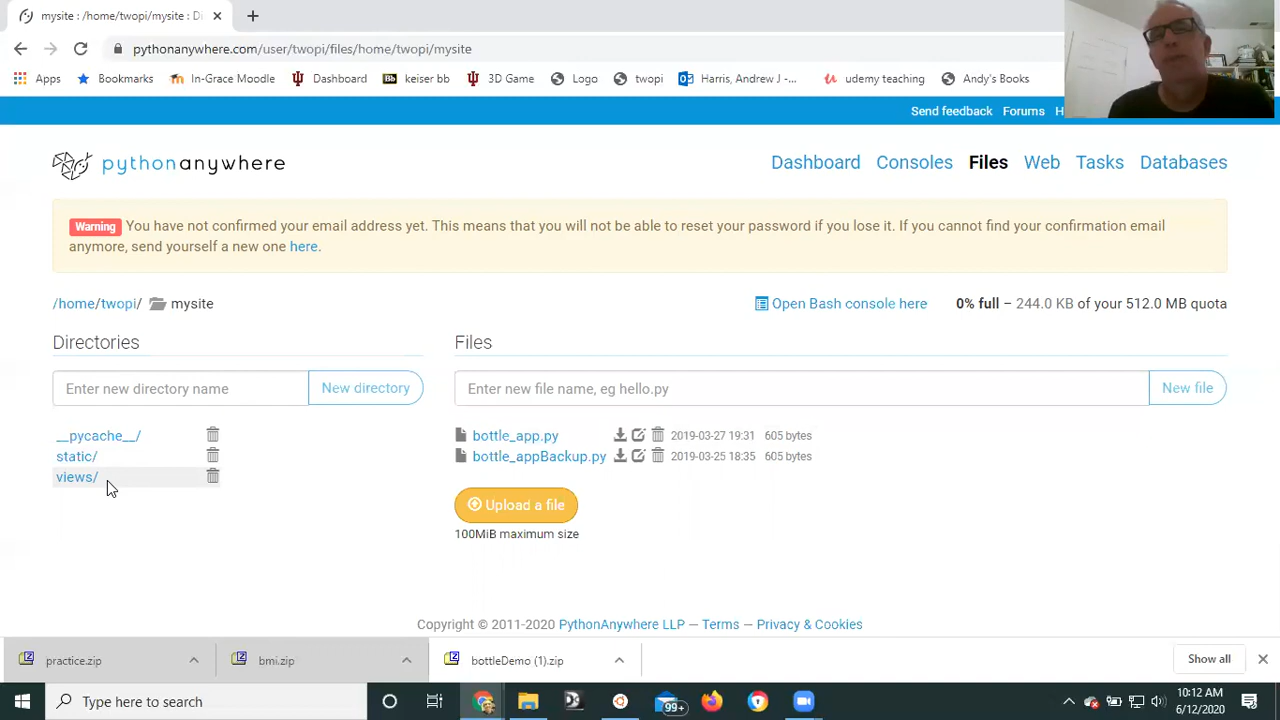 mysite : /home/twopi/mysite : Di
pythonanywhere.com/user/twopi/files/home/twopi/mysite
Apps Bookmarks In-Grace Moodle Dashboard Bb keiser bb 3D Game Logo twopi Harris, Andrew J -... udemy teaching Andy's Books
Send feedback Forums H
pythonanywhere
Dashboard Consoles Files Web Tasks Databases
Warning You have not confirmed your email address yet. This means that you will not be able to reset your password if you lose it. If you cannot find your confirmation email
anymore, send yourself a new one here.
/home/twopi/ mysite
Open Bash console here 0% full – 244.0 KB of your 512.0 MB quota
Directories
Files
Enter new directory name New directory
Enter new file name, eg hello.py New file
__pycache__/
static/
views/
bottle_app.py 2019-03-27 19:31 605 bytes
bottle_appBackup.py 2019-03-25 18:35 605 bytes
Upload a file
100MiB maximum size
Copyright © 2011-2020 PythonAnywhere LLP — Terms — Privacy & Cookies
practice.zip bmi.zip bottleDemo (1).zip Show all
Type here to search
99+
10:12 AM
6/12/2020